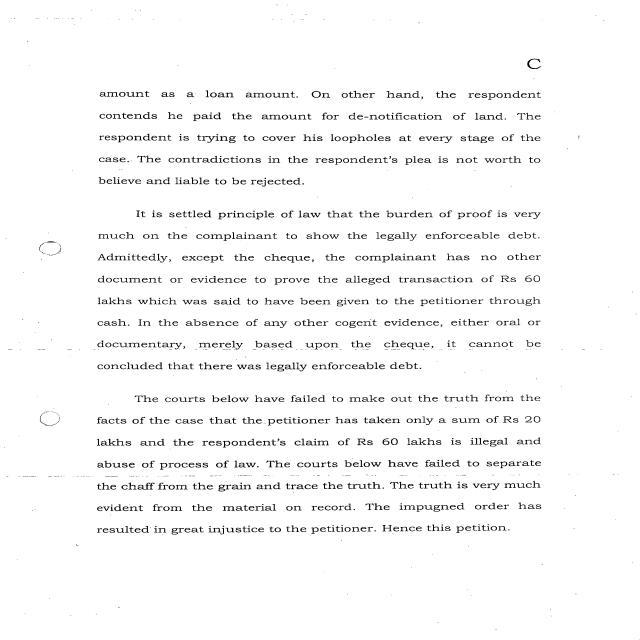 C
amount as a loan amount. On other hand, the respondent
contends he paid the amount for de-notification of land. The
respondent is trying to cover his loopholes at every stage of the
case. The contradictions in the respondent's plea is not worth to
believe and liable to be rejected.
It is settled principle of law that the burden of proof is very
much on the complainant to show the legally enforceable debt.
Admittedly, except the cheque, the complainant has no other
document or evidence to prove the alleged transaction of Rs 60
lakhs which was said to have been given to the petitioner through
cash. In the absence of any other cogent evidence, either oral or
documentary, merely based upon the cheque, it cannot be
concluded that there was legally enforceable debt.
The courts below have failed to make out the truth from the
facts of the case that the petitioner has taken only a sum of Rs 20
lakhs and the respondent's claim of Rs 60 lakhs is illegal and
abuse of process of law. The courts below have failed to separate
the chaff from the grain and trace the truth. The truth is very much
evident from the material on record. The impugned order has
resulted in great injustice to the petitioner. Hence this petition.